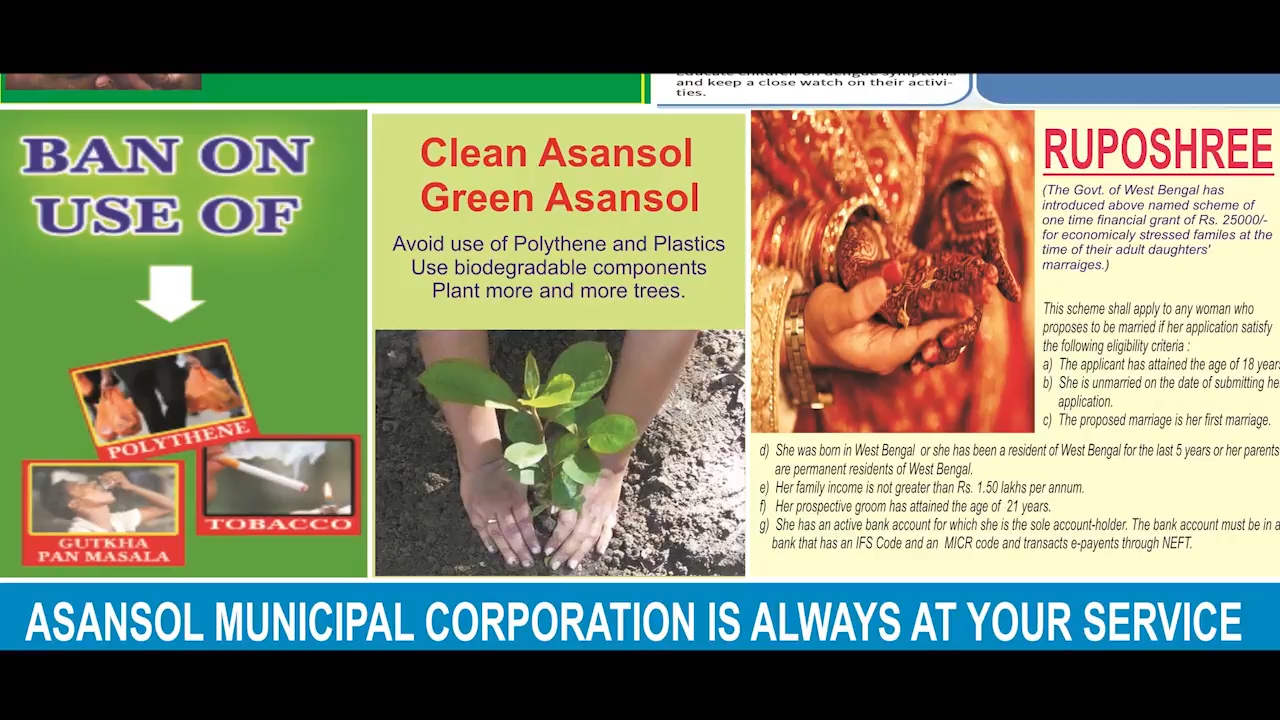 Educate children on dengue symptoms
and keep a close watch on their activi-
ties.
BAN ON
USE OF
POLYTHENE
TOBACCO
GUTKHA
PAN MASALA
Clean Asansol
Green Asansol
Avoid use of Polythene and Plastics
Use biodegradable components
Plant more and more trees.
RUPOSHREE
(The Govt. of West Bengal has
introduced above named scheme of
one time financial grant of Rs. 25000/-
for economicaly stressed familes at the
time of their adult daughters'
marraiges.)
This scheme shall apply to any woman who
proposes to be married if her application satisfy
the following eligibility criteria :
a) The applicant has attained the age of 18 years
b) She is unmarried on the date of submitting he
application.
c) The proposed marriage is her first marriage.
d) She was born in West Bengal or she has been a resident of West Bengal for the last 5 years or her parents
are permanent residents of West Bengal.
e) Her family income is not greater than Rs. 1.50 lakhs per annum.
f) Her prospective groom has attained the age of 21 years.
g) She has an active bank account for which she is the sole account-holder. The bank account must be in a
bank that has an IFS Code and an MICR code and transacts e-payents through NEFT.
ASANSOL MUNICIPAL CORPORATION IS ALWAYS AT YOUR SERVICE